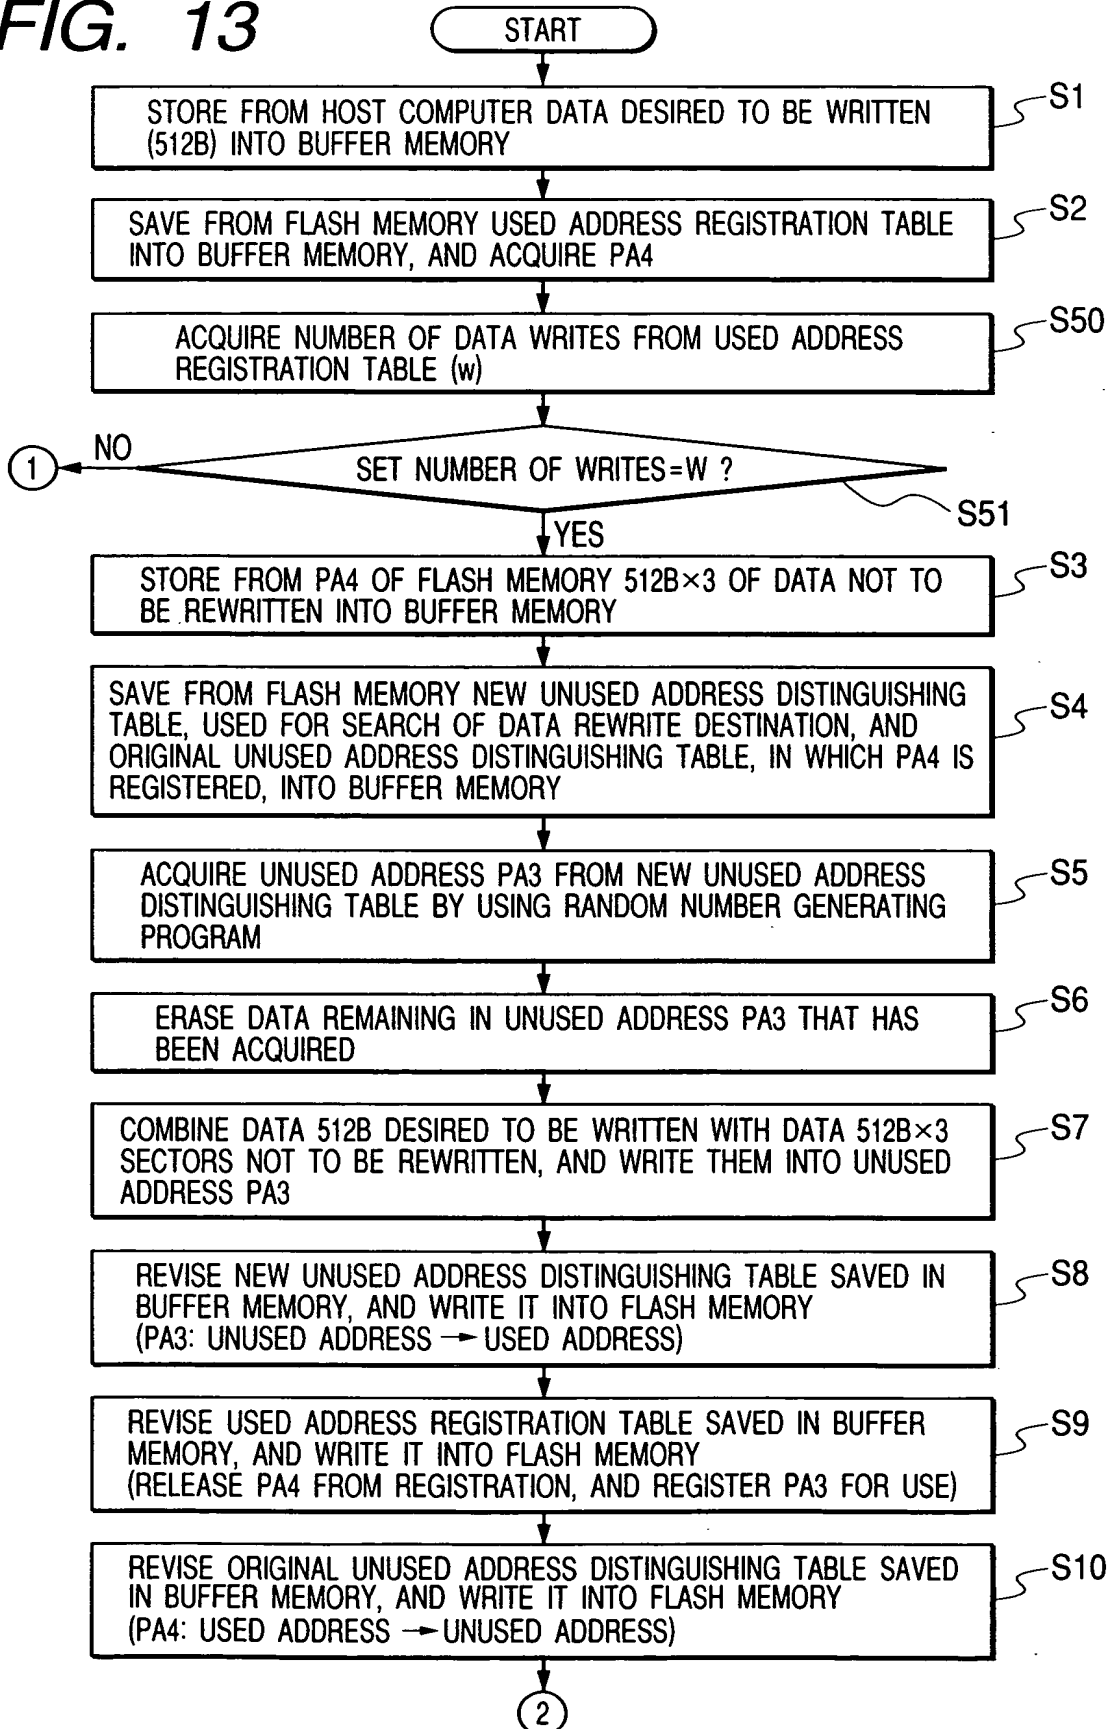 FIG. 13
START
STORE FROM HOST COMPUTER DATA DESIRED TO BE WRITTEN
(512B) INTO BUFFER MEMORY
S1
SAVE FROM FLASH MEMORY USED ADDRESS REGISTRATION TABLE
INTO BUFFER MEMORY, AND ACQUIRE PA4
S2
ACQUIRE NUMBER OF DATA WRITES FROM USED ADDRESS
REGISTRATION TABLE (w)
S50
1
NO
SET NUMBER OF WRITES=W ?
S51
YES
STORE FROM PA4 OF FLASH MEMORY 512B×3 OF DATA NOT TO
BE REWRITTEN INTO BUFFER MEMORY
S3
SAVE FROM FLASH MEMORY NEW UNUSED ADDRESS DISTINGUISHING
TABLE, USED FOR SEARCH OF DATA REWRITE DESTINATION, AND
ORIGINAL UNUSED ADDRESS DISTINGUISHING TABLE, IN WHICH PA4 IS
REGISTERED, INTO BUFFER MEMORY
S4
ACQUIRE UNUSED ADDRESS PA3 FROM NEW UNUSED ADDRESS
DISTINGUISHING TABLE BY USING RANDOM NUMBER GENERATING
PROGRAM
S5
ERASE DATA REMAINING IN UNUSED ADDRESS PA3 THAT HAS
BEEN ACQUIRED
S6
COMBINE DATA 512B DESIRED TO BE WRITTEN WITH DATA 512B×3
SECTORS NOT TO BE REWRITTEN, AND WRITE THEM INTO UNUSED
ADDRESS PA3
S7
REVISE NEW UNUSED ADDRESS DISTINGUISHING TABLE SAVED IN
BUFFER MEMORY, AND WRITE IT INTO FLASH MEMORY
(PA3: UNUSED ADDRESS → USED ADDRESS)
S8
REVISE USED ADDRESS REGISTRATION TABLE SAVED IN BUFFER
MEMORY, AND WRITE IT INTO FLASH MEMORY
(RELEASE PA4 FROM REGISTRATION, AND REGISTER PA3 FOR USE)
S9
REVISE ORIGINAL UNUSED ADDRESS DISTINGUISHING TABLE SAVED
IN BUFFER MEMORY, AND WRITE IT INTO FLASH MEMORY
(PA4: USED ADDRESS → UNUSED ADDRESS)
S10
2